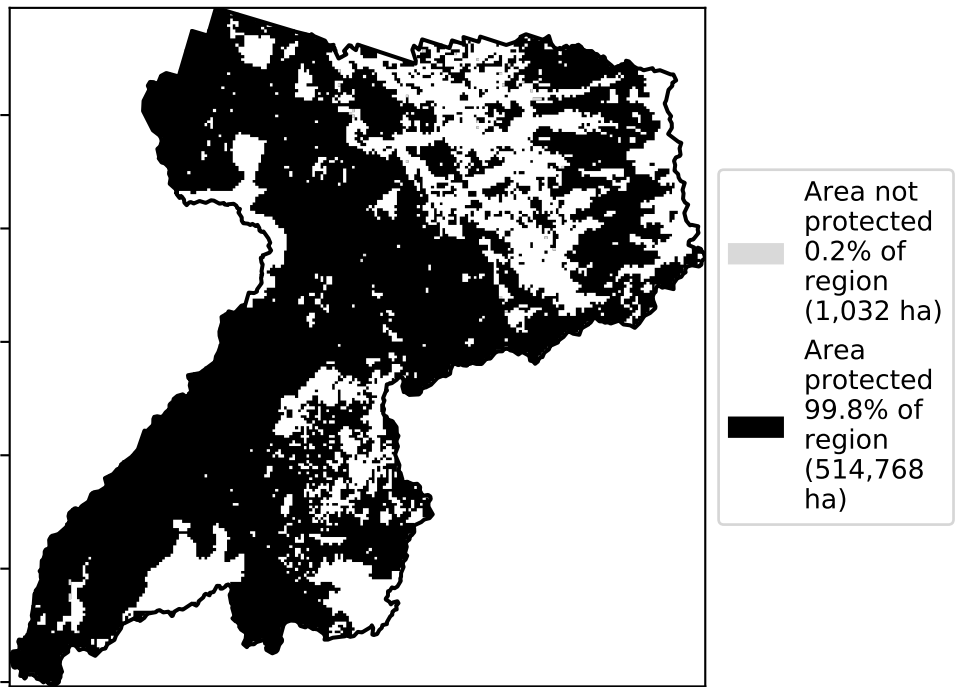 Area not
protected
0.2% of
region
(1,032 ha)
Area
protected
99.8% of
region
(514,768
ha)